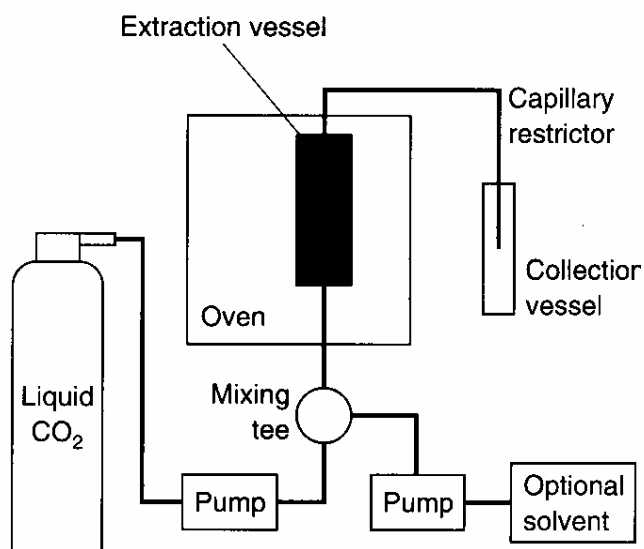 Extraction vessel
Capillary
restrictor
Collection
vessel
Oven
Liquid
CO₂
Mixing
tee
Pump
Pump
Optional
solvent